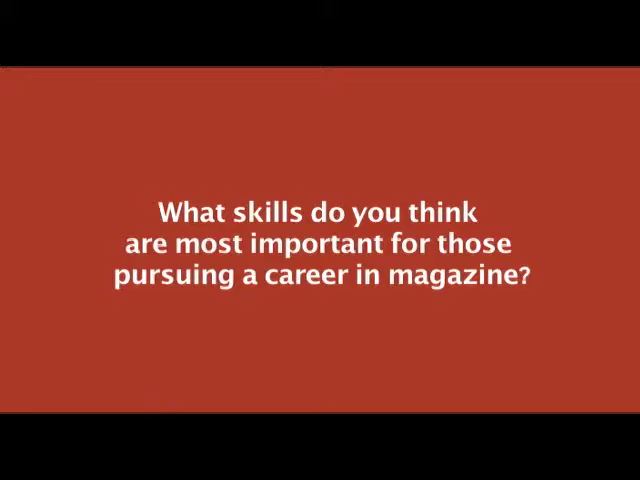 What skills do you think
are most important for those
pursuing a career in magazine?